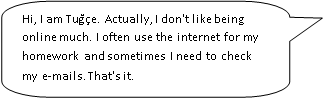 Hi, I am Tuğçe. Actually, I don't like being
online much. I often use the internet for my
homework and sometimes I need to check
my e-mails. That's it.